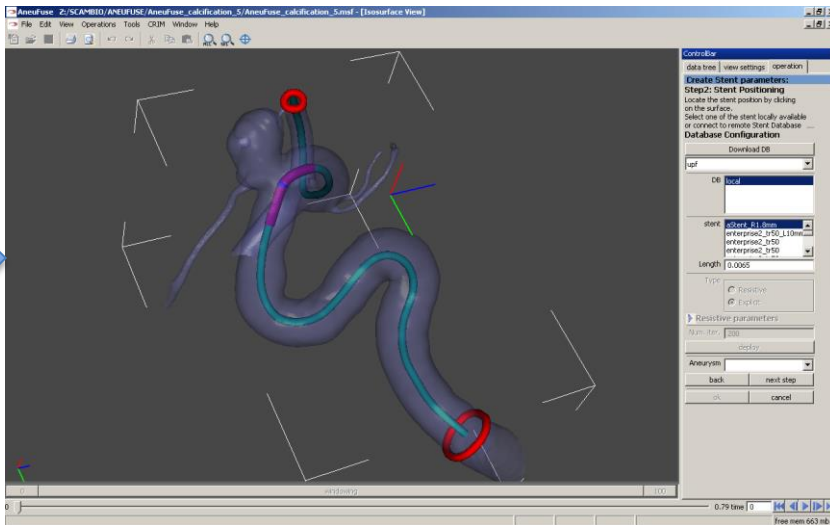 AneuFuse Z:/SCAMBIO/ANEUFUSE/AneuFuse_calcification_5/AneuFuse_calcification_5.msf - [Isosurface View]
File Edit View Operations Tools CRIM Window Help
ControlBar
data tree view settings operation
Create Stent parameters:
Step2: Stent Positioning
Locate the stent position by clicking
on the surface.
Select one of the stent locally available
or connect to remote Stent Database ...
Database Configuration
Download DB
upf
DB local
stent aStent_R1.8mm
enterprise2_tr50_L10mm
enterprise2_tr50
enterprise2_tr50
Length 0.0065
Type
Resistive
Explicit
Resistive parameters
Num. iter. 200
deploy
Aneurysm
back next step
ok cancel
0 windowing 100
0 0.79 time 0
free mem 663 mb